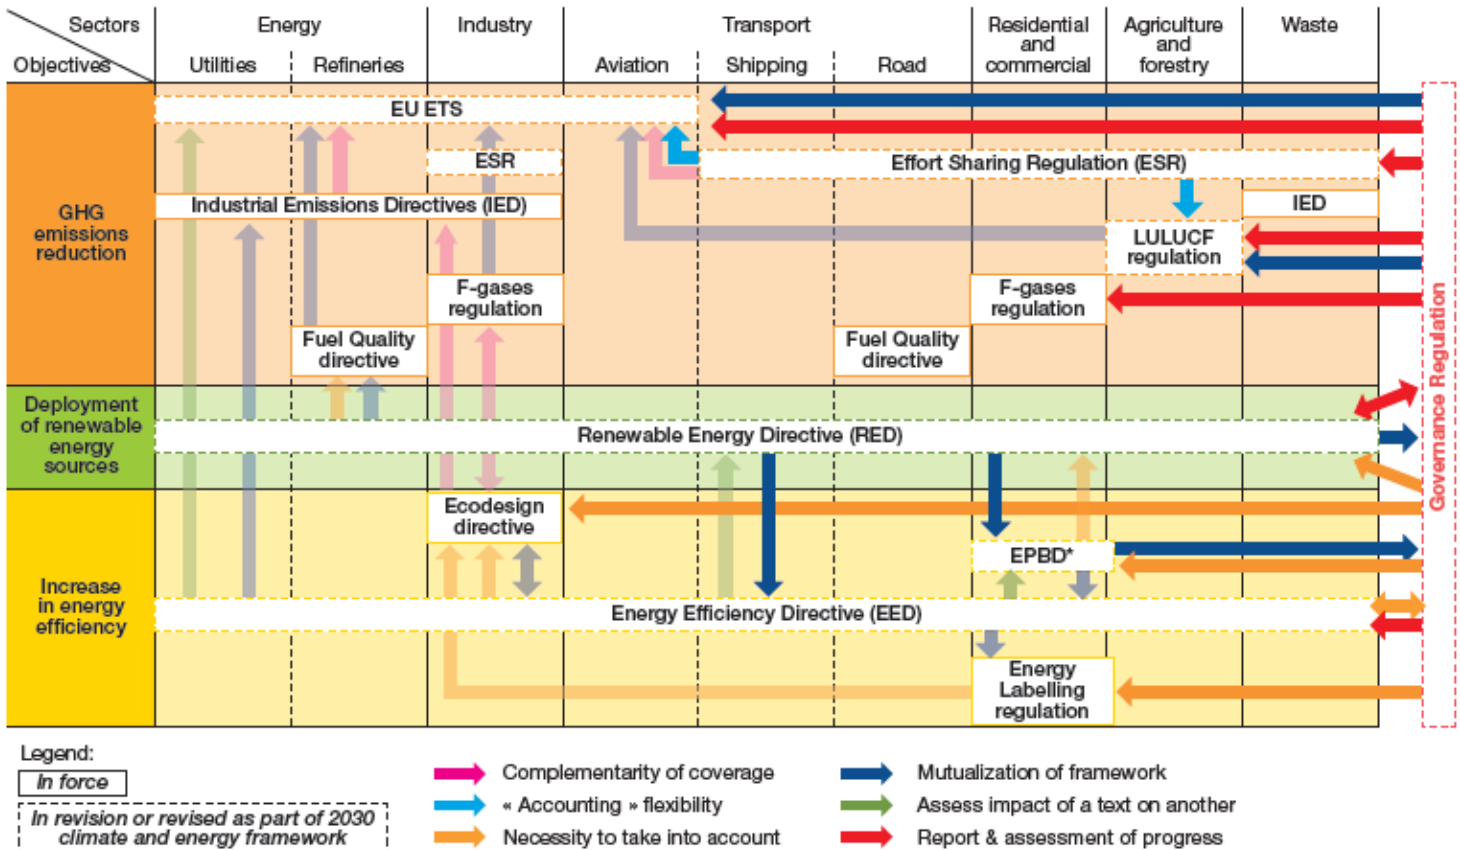 Sectors
Objectives
Energy
Industry
Transport
Residential
and
commercial
Agriculture
and
forestry
Waste
Utilities
Refineries
Aviation
Shipping
Road
GHG
emissions
reduction
EU ETS
ESR
Effort Sharing Regulation (ESR)
Industrial Emissions Directives (IED)
IED
LULUCF
regulation
F-gases
regulation
F-gases
regulation
Fuel Quality
directive
Fuel Quality
directive
Governance Regulation
Deployment
of renewable
energy
sources
Renewable Energy Directive (RED)
Increase
in energy
efficiency
Ecodesign
directive
EPBD*
Energy Efficiency Directive (EED)
Energy
Labelling
regulation
Legend:
In force
In revision or revised as part of 2030
climate and energy framework
Complementarity of coverage
« Accounting » flexibility
Necessity to take into account
Mutualization of framework
Assess impact of a text on another
Report & assessment of progress